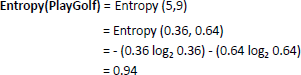 Entropy(PlayGolf) = Entropy (5,9)
= Entropy (0.36, 0.64)
= - (0.36 log₂ 0.36) - (0.64 log₂ 0.64)
= 0.94